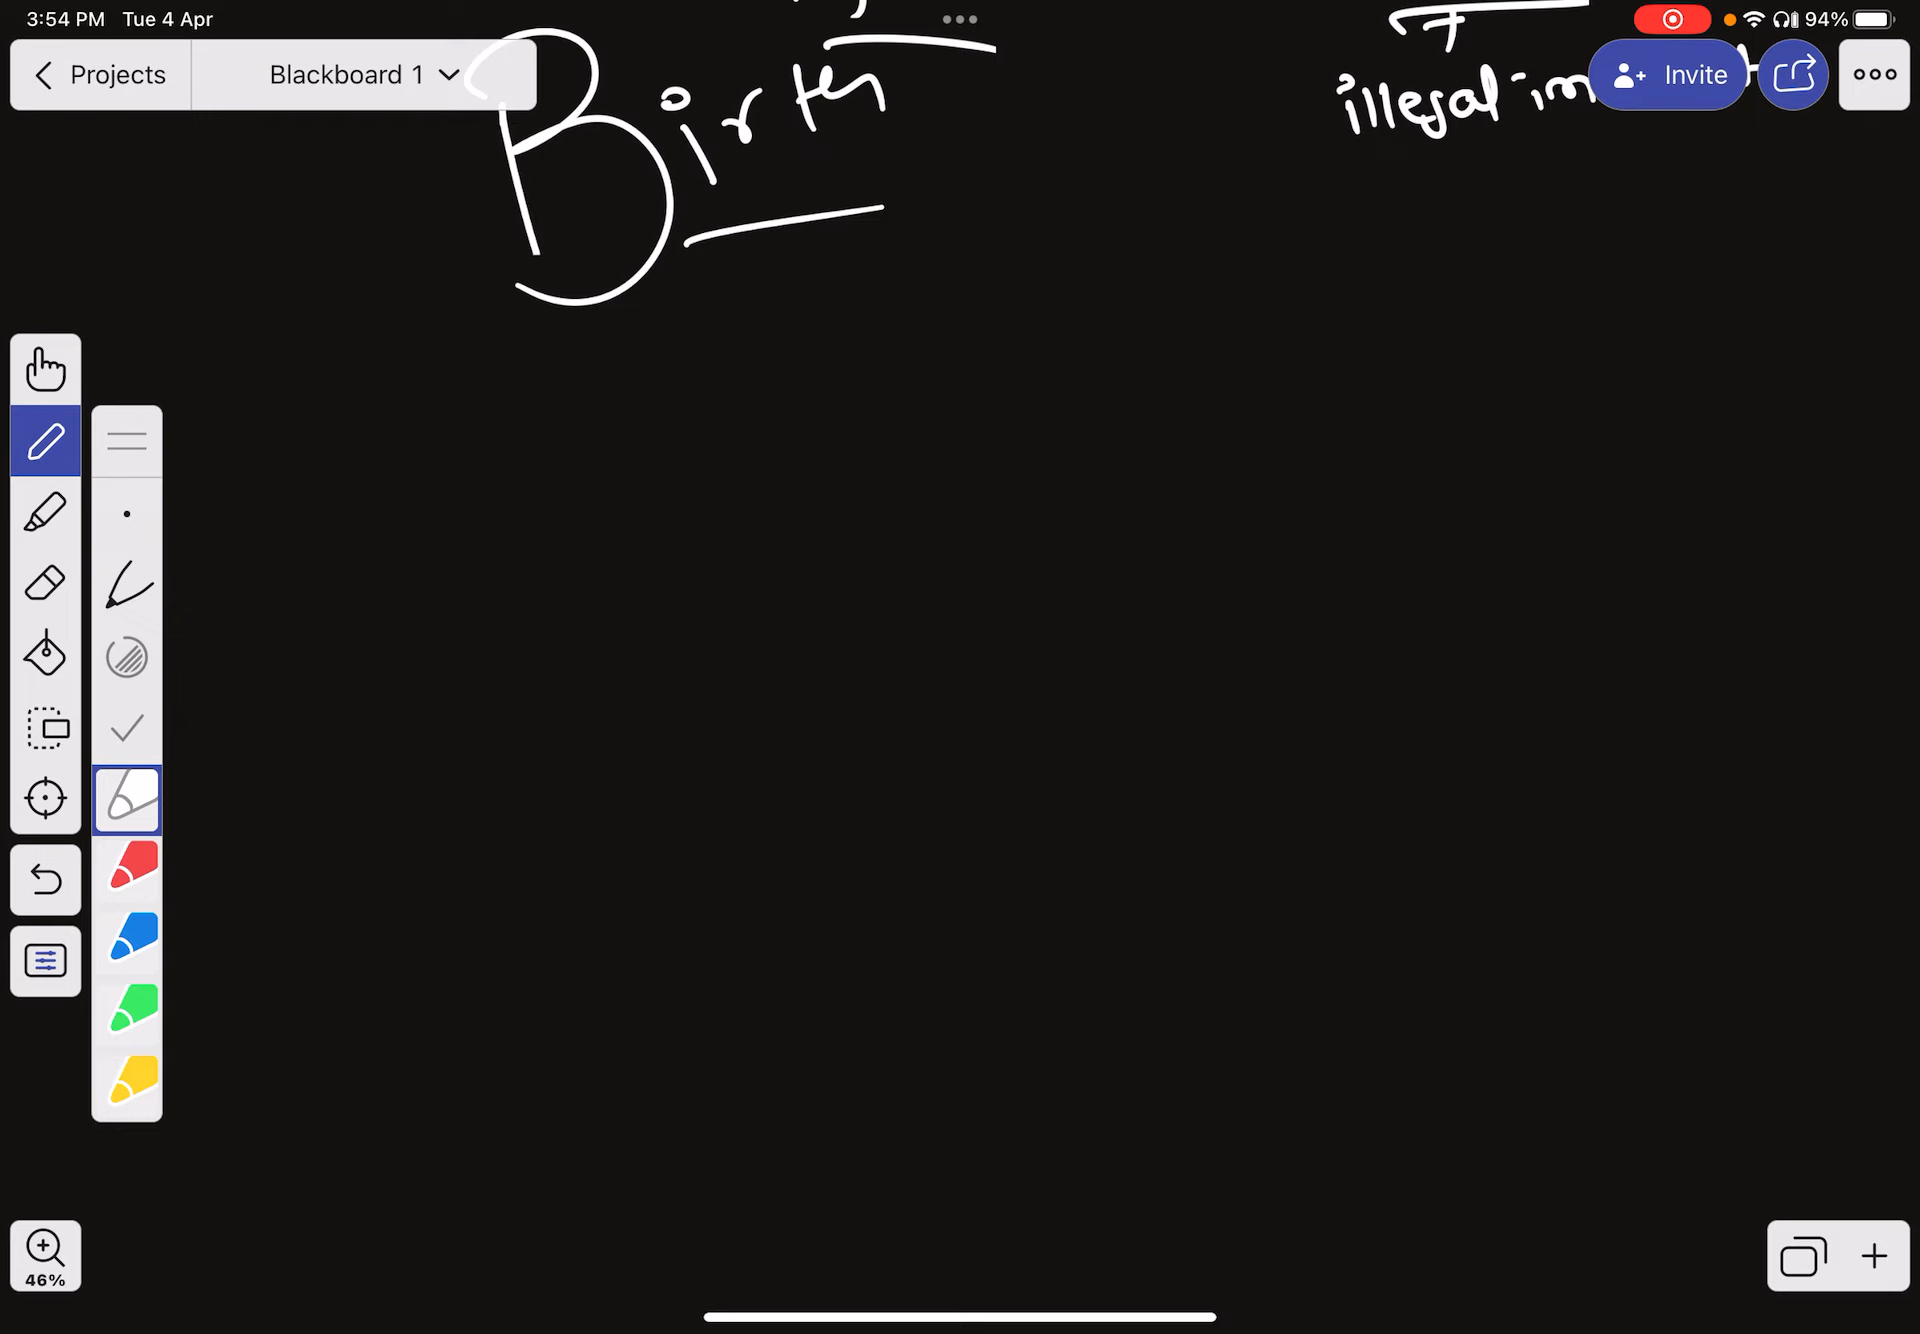 3:54 PM Tue 4 Apr
94%
Projects
Blackboard 1
Invite
Birth
illegal
46%